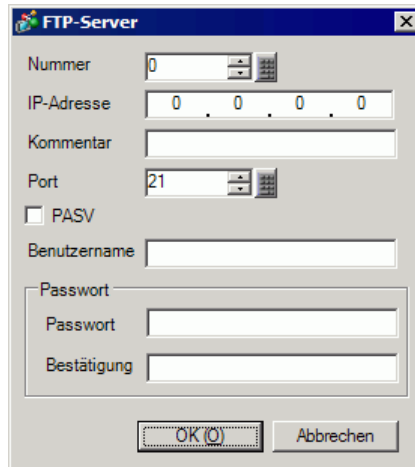 FTP-Server
Nummer 0
IP-Adresse 0 . 0 . 0 . 0
Kommentar
Port 21
PASV
Benutzername
Passwort
Passwort
Bestätigung
OK (O) Abbrechen